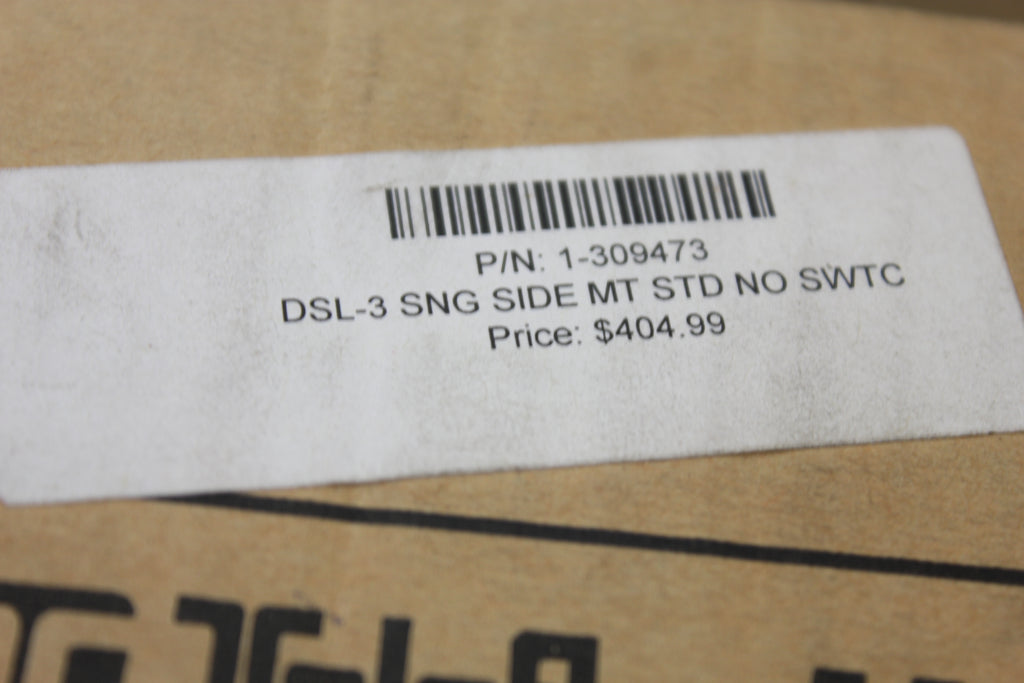 P/N: 1-309473
DSL-3 SNG SIDE MT STD NO SWTC
Price: $404.99